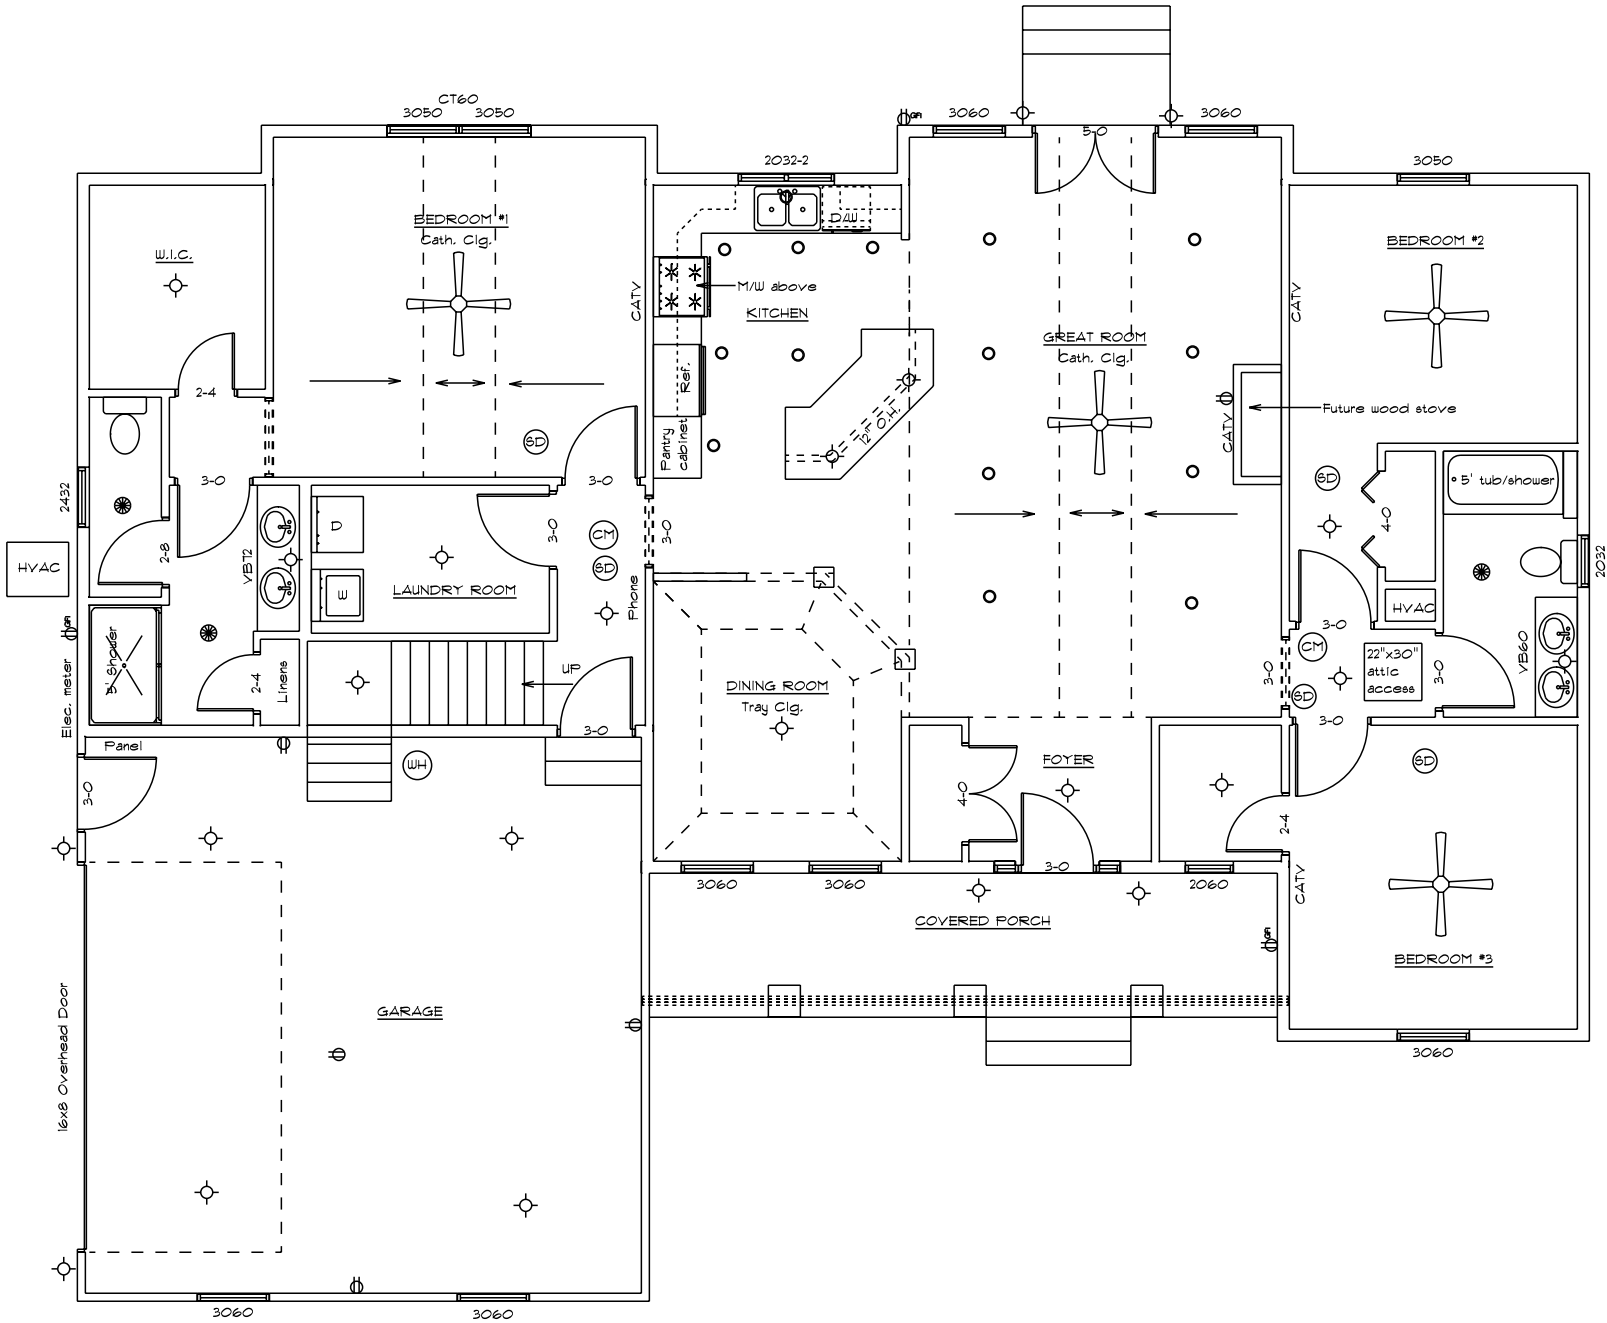 CT60
3050 3050
3060
3060
5-0
2032-2
3050
BEDROOM #1
Cath. Clg.
D/W
W.I.C.
BEDROOM #2
CATV
M/W above
KITCHEN
CATV
GREAT ROOM
Cath. Clg.
Ref.
2-4
12" O.H.
Future wood stove
CATV
Pantry
cabinet
SD
3-0
3-0
2432
SD
5' tub/shower
4-0
D
3-0
CM
3-0
2-8
VB72
HVAC
SD
2032
LAUNDRY ROOM
W
Phone
HVAC
GFI
3-0
CM
22"x30"
attic
access
VB60
5' shower
2-4
Linens
UP
3-0
3-0
Elec. meter
DINING ROOM
Tray Clg.
SD
3-0
3-0
Panel
WH
FOYER
SD
3-0
4-0
2-4
3-0
3060
3060
2060
CATV
COVERED PORCH
BEDROOM #3
GARAGE
16x8 Overhead Door
3060
3060
3060